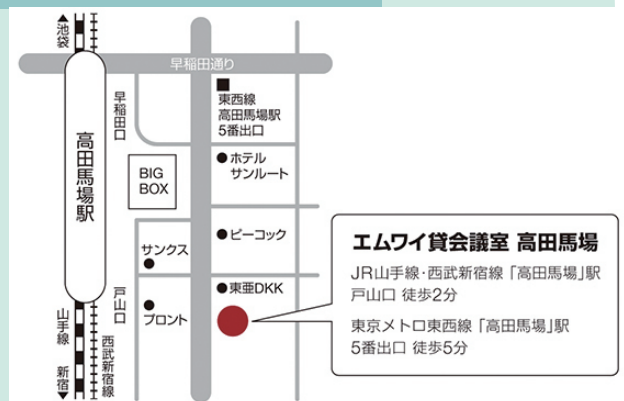 ▲池袋
早稲田通り
早稲田口
■
東西線
高田馬場駅
5番出口
高田馬場駅
BIG
BOX
●ホテル
サンルート
●ピーコック
サンクス
●
●東亜DKK
戸山口
●
プロント
山手線
新宿▼
西武新宿線
エムワイ貸会議室 高田馬場
JR山手線・西武新宿線「高田馬場」駅
戸山口 徒歩2分
東京メトロ東西線「高田馬場」駅
5番出口 徒歩5分